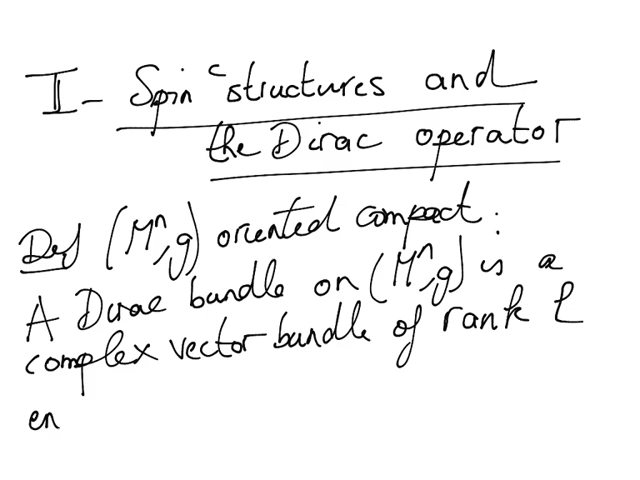 I - Spin^c structures and
the Dirac operator
Def (M^n, g) oriented compact :
A Dirac bundle on (M^n, g) is a
complex vector bundle of rank l
en